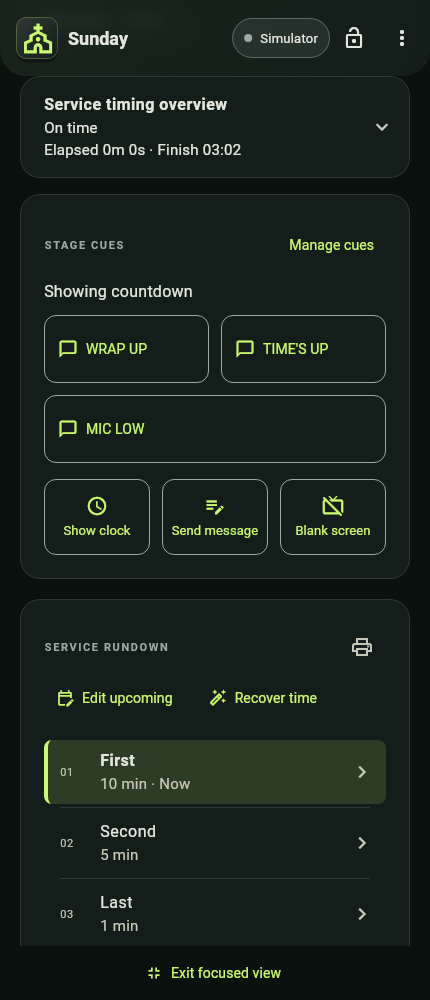 Sunday
Simulator
Service timing overview
On time
Elapsed 0m 0s · Finish 03:02
STAGE CUES
Manage cues
Showing countdown
WRAP UP
TIME'S UP
MIC LOW
Show clock
Send message
Blank screen
SERVICE RUNDOWN
Edit upcoming
Recover time
01
First
10 min · Now
02
Second
5 min
03
Last
1 min
Exit focused view